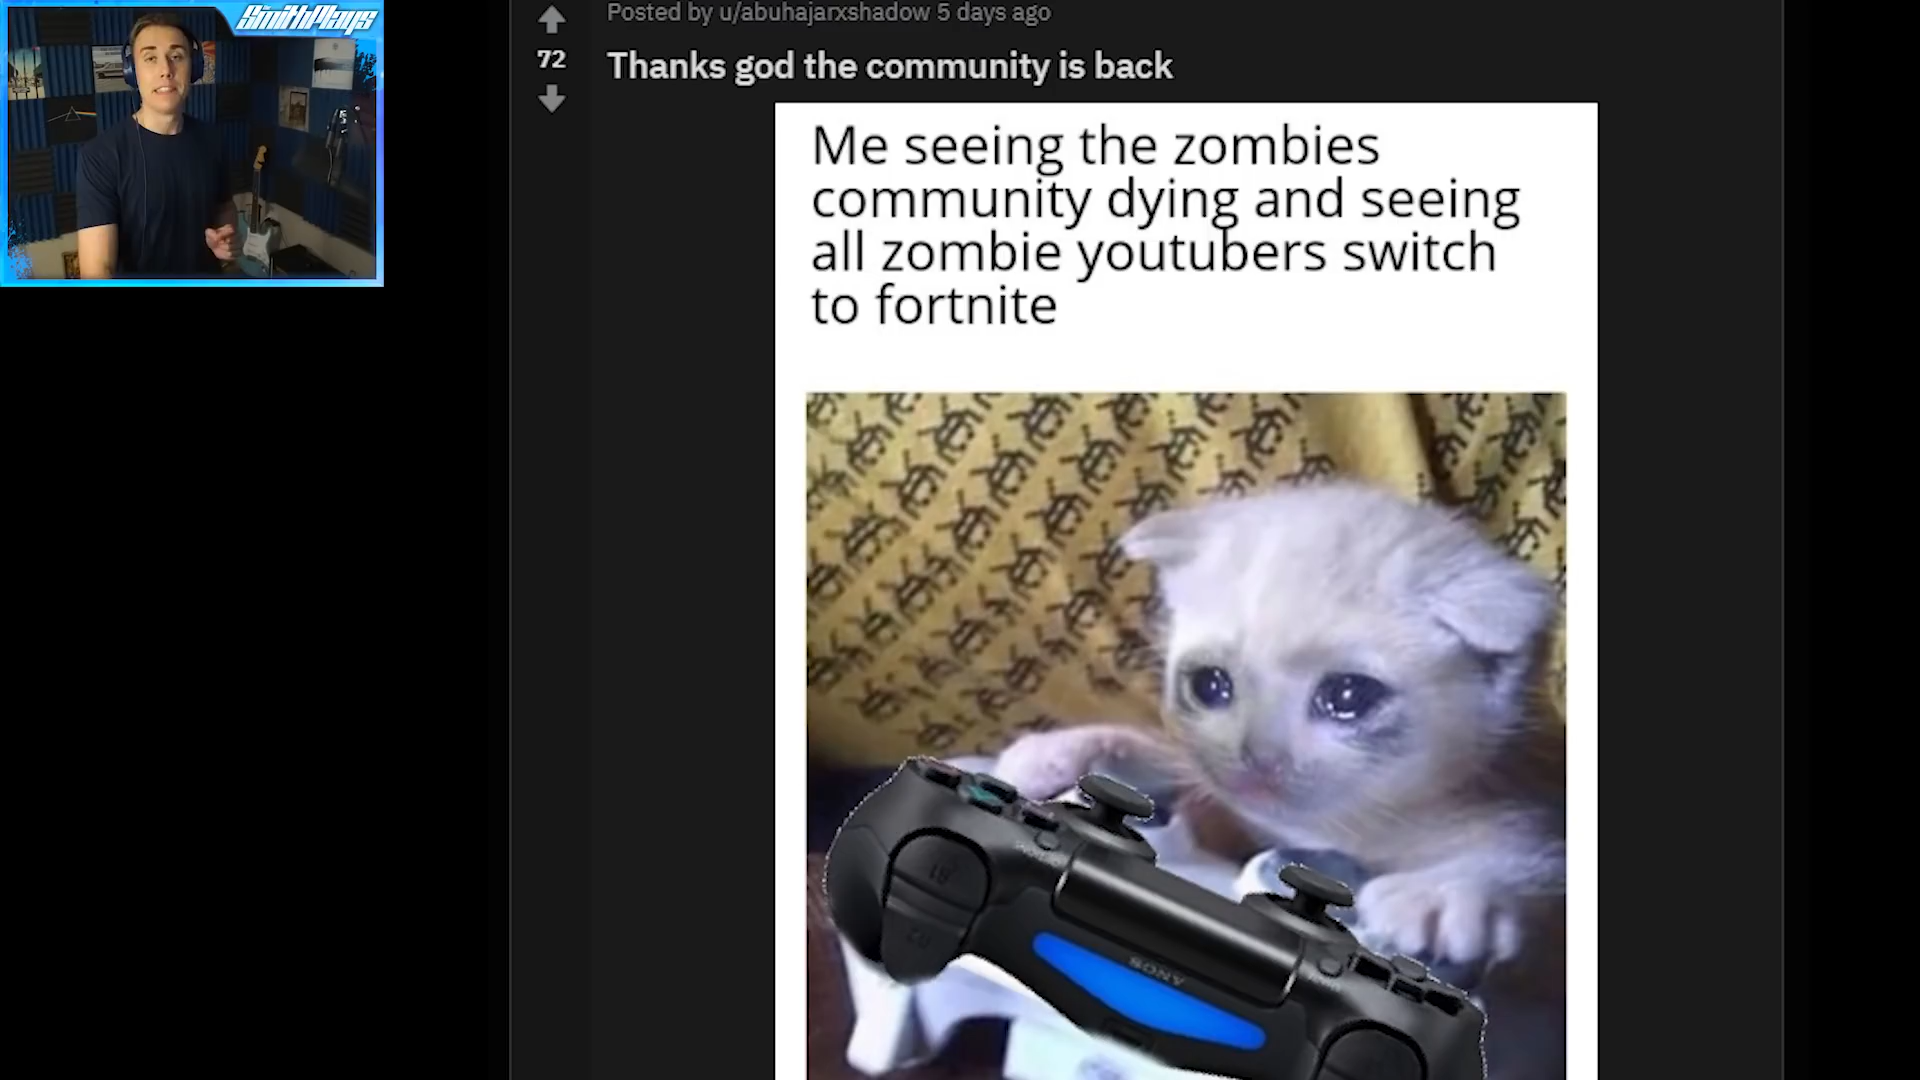 SmithPlays
Posted by u/abuhajarxshadow 5 days ago
72
Thanks god the community is back
Me seeing the zombies
community dying and seeing
all zombie youtubers switch
to fortnite
SONY